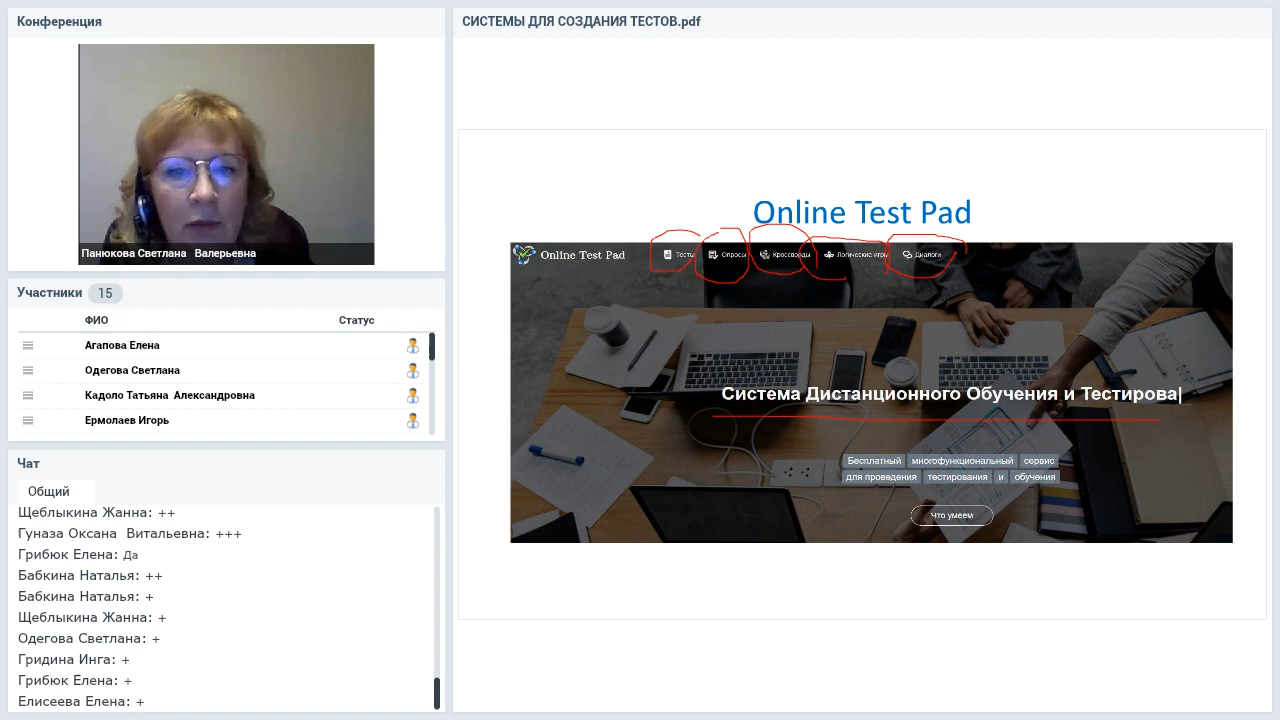 Конференция
Панюкова Светлана Валерьевна
Участники 15
ФИО Статус
Агапова Елена
Одегова Светлана
Кадоло Татьяна Александровна
Ермолаев Игорь
Чат
Общий
Щеблыкина Жанна: ++
Гуназа Оксана Витальевна: +++
Грибюк Елена: Да
Бабкина Наталья: ++
Бабкина Наталья: +
Щеблыкина Жанна: +
Одегова Светлана: +
Гридина Инга: +
Грибюк Елена: +
Елисеева Елена: +
СИСТЕМЫ ДЛЯ СОЗДАНИЯ ТЕСТОВ.pdf
Online Test Pad
Online Test Pad Тесты Опросы Кроссворды Логические игры Диалоги
Система Дистанционного Обучения и Тестирова|
Бесплатный многофункциональный сервис
для проведения тестирования и обучения
Что умеем